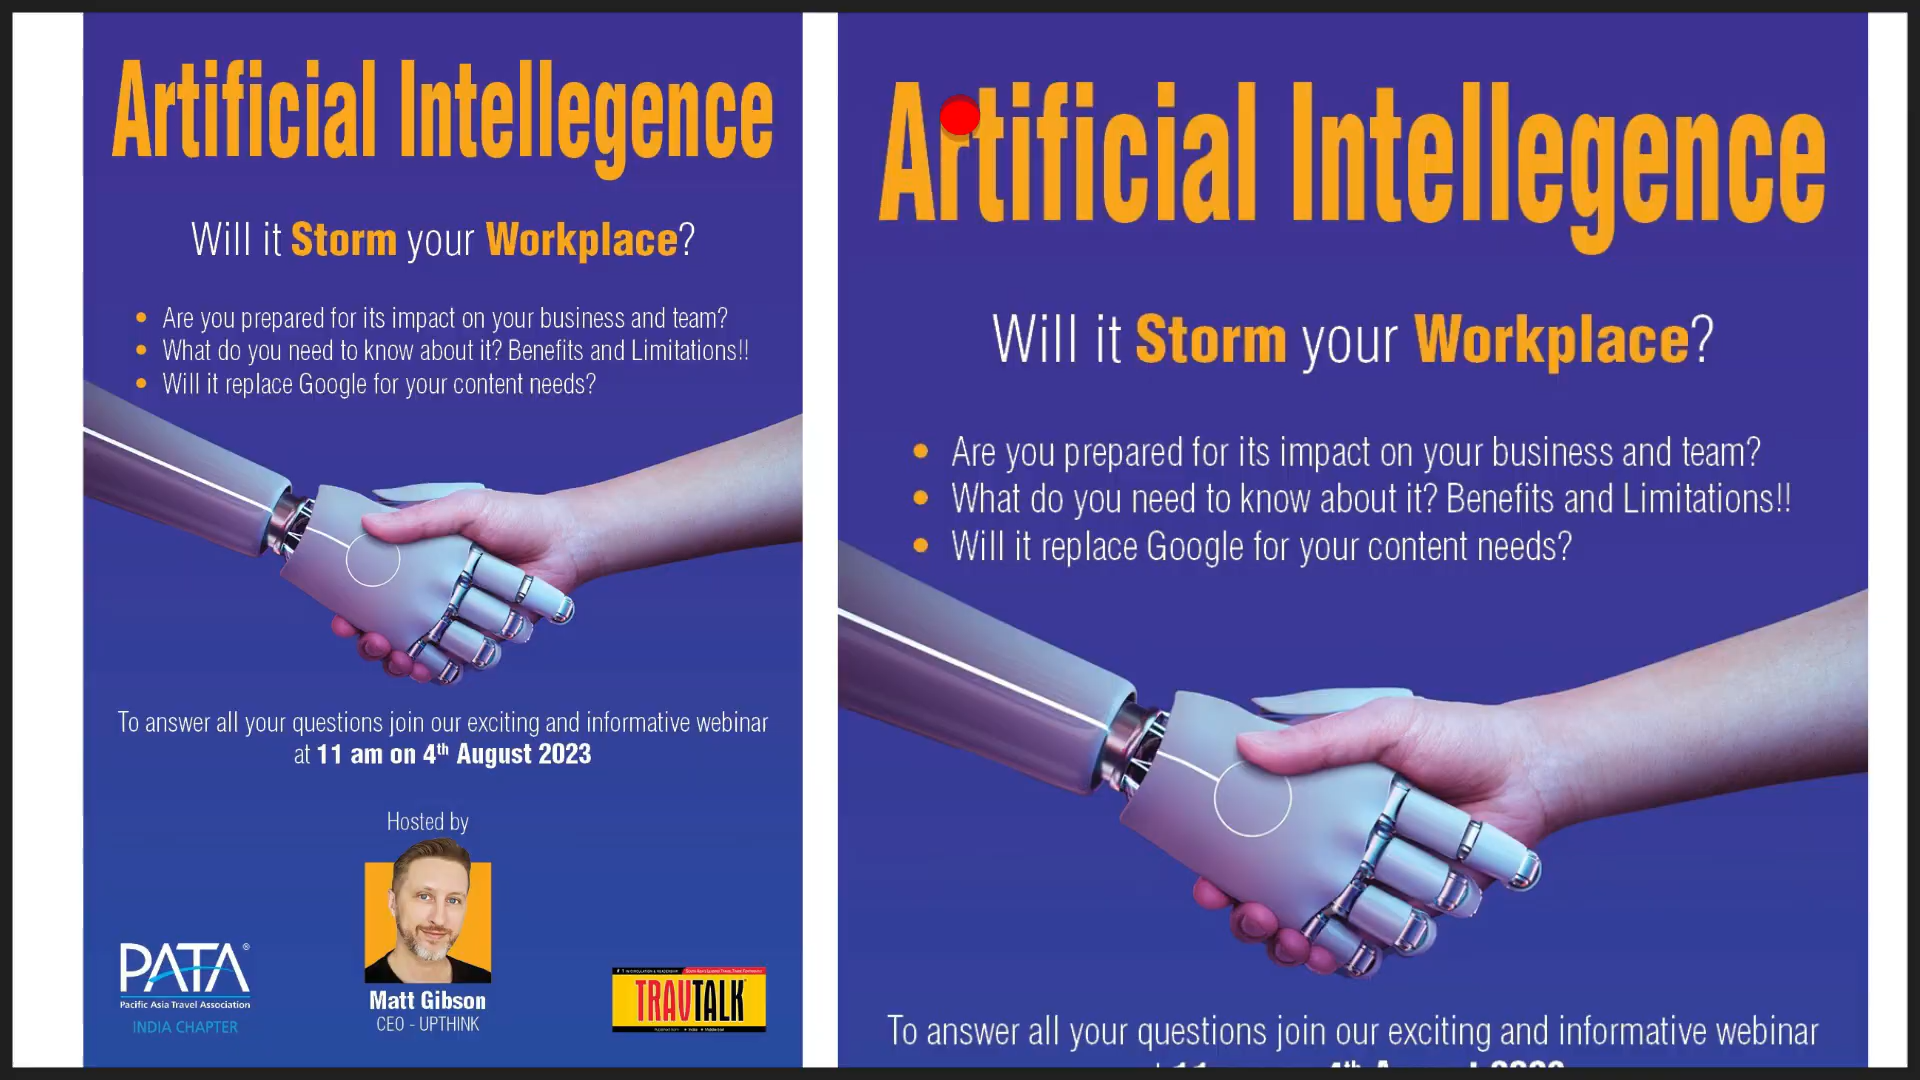 Artificial Intellegence
Will it Storm your Workplace?
• Are you prepared for its impact on your business and team?
• What do you need to know about it? Benefits and Limitations!!
• Will it replace Google for your content needs?
To answer all your questions join our exciting and informative webinar
at 11 am on 4th August 2023
Hosted by
Matt Gibson
CEO - UPTHINK
PATA®
Pacific Asia Travel Association
INDIA CHAPTER
TRAVTALK
Artificial Intellegence
Will it Storm your Workplace?
• Are you prepared for its impact on your business and team?
• What do you need to know about it? Benefits and Limitations!!
• Will it replace Google for your content needs?
To answer all your questions join our exciting and informative webinar